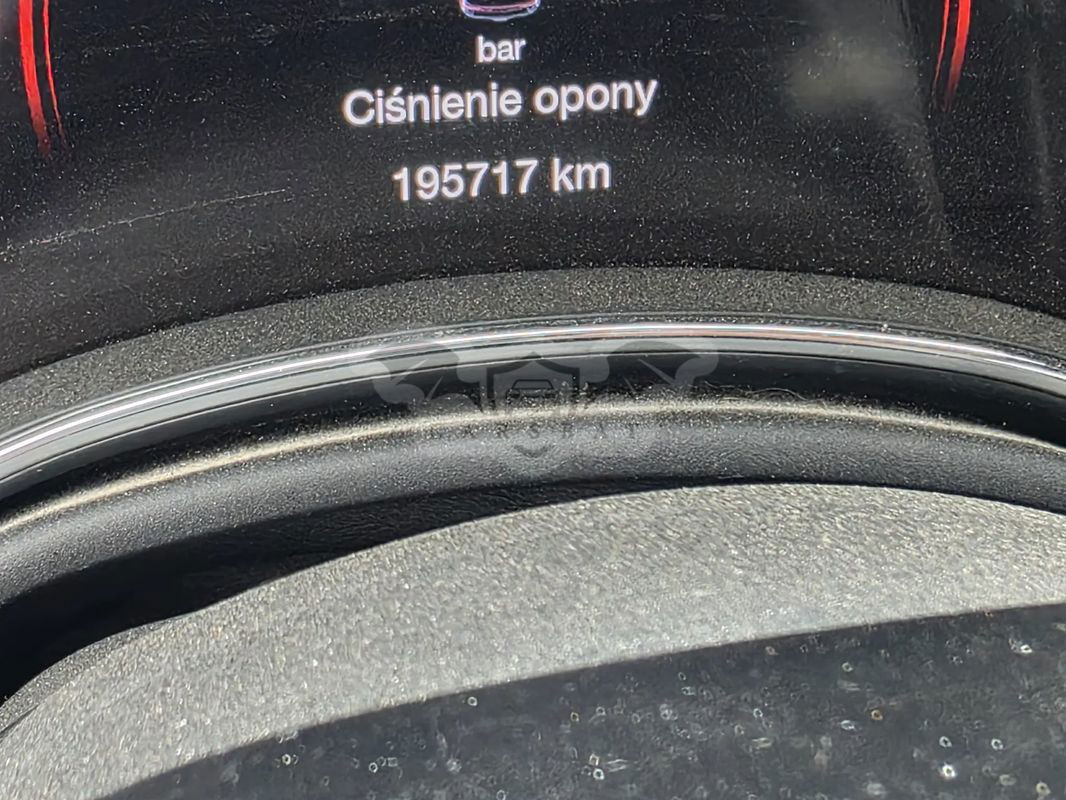 bar
Ciśnienie opony
195717 km